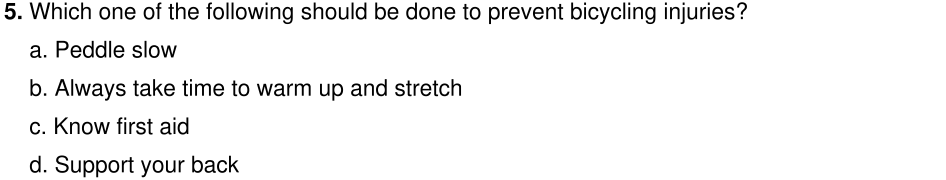 5. Which one of the following should be done to prevent bicycling injuries?
a. Peddle slow
b. Always take time to warm up and stretch
c. Know first aid
d. Support your back